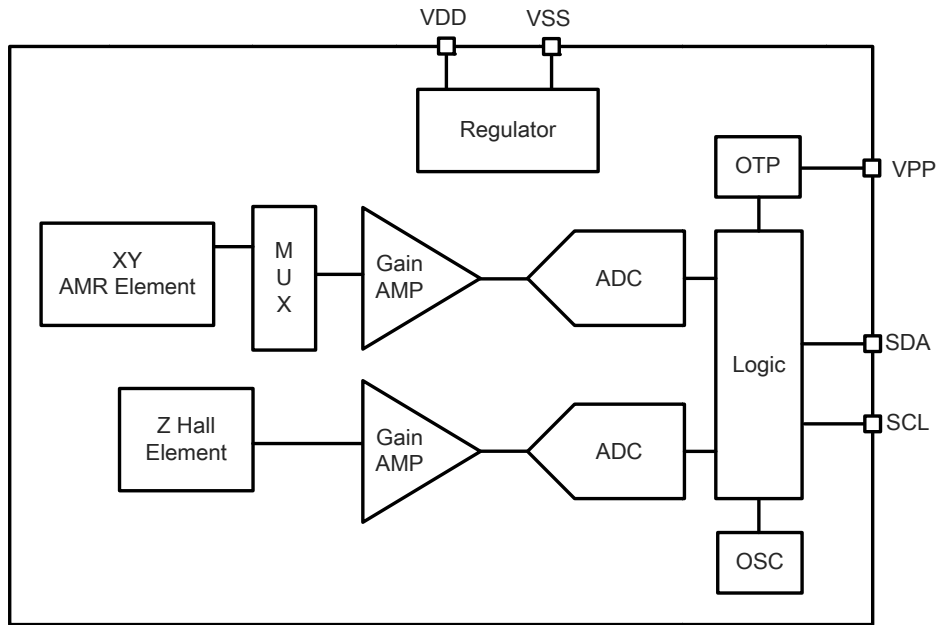 VDD
VSS
Regulator
OTP
VPP
XY
AMR Element
M
U
X
Gain
AMP
ADC
Logic
SDA
SCL
Z Hall
Element
Gain
AMP
ADC
OSC